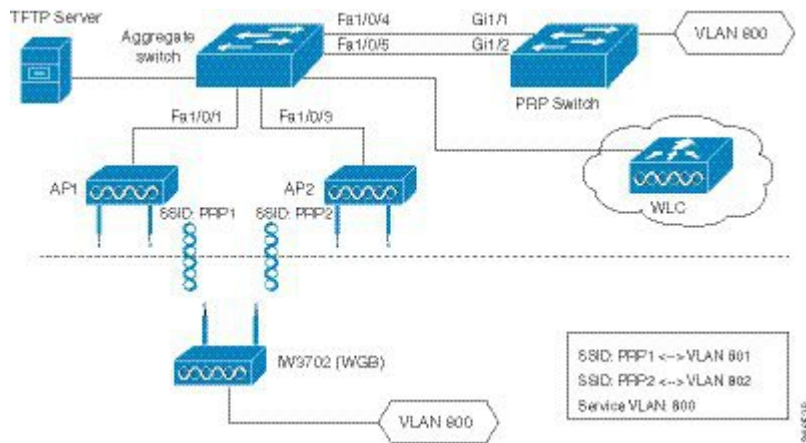 TFTP Server
Aggregate
switch
Fa1/0/4
Gi1/1
Fa1/0/5
Gi1/2
VLAN 800
PRP Switch
Fa1/0/1
Fa1/0/3
AP1
AP2
SSID: PRP1
SSID: PRP2
WLC
IW3702 (WGB)
VLAN 800
SSID: PRP1 <--> VLAN 801
SSID: PRP2 <--> VLAN 802
Service VLAN: 800